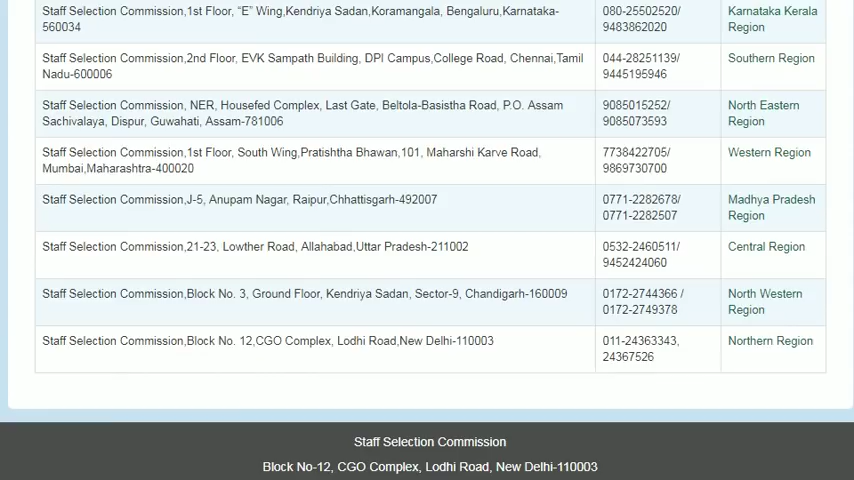 Staff Selection Commission,1st Floor, “E” Wing,Kendriya Sadan,Koramangala, Bengaluru,Karnataka-
560034
080-25502520/
9483862020
Karnataka Kerala
Region
Staff Selection Commission,2nd Floor, EVK Sampath Building, DPI Campus,College Road, Chennai,Tamil
Nadu-600006
044-28251139/
9445195946
Southern Region
Staff Selection Commission, NER, Housefed Complex, Last Gate, Beltola-Basistha Road, P.O. Assam
Sachivalaya, Dispur, Guwahati, Assam-781006
9085015252/
9085073593
North Eastern
Region
Staff Selection Commission,1st Floor, South Wing,Pratishtha Bhawan,101, Maharshi Karve Road,
Mumbai,Maharashtra-400020
7738422705/
9869730700
Western Region
Staff Selection Commission,J-5, Anupam Nagar, Raipur,Chhattisgarh-492007
0771-2282678/
0771-2282507
Madhya Pradesh
Region
Staff Selection Commission,21-23, Lowther Road, Allahabad,Uttar Pradesh-211002
0532-2460511/
9452424060
Central Region
Staff Selection Commission,Block No. 3, Ground Floor, Kendriya Sadan, Sector-9, Chandigarh-160009
0172-2744366 /
0172-2749378
North Western
Region
Staff Selection Commission,Block No. 12,CGO Complex, Lodhi Road,New Delhi-110003
011-24363343,
24367526
Northern Region
Staff Selection Commission
Block No-12, CGO Complex, Lodhi Road, New Delhi-110003